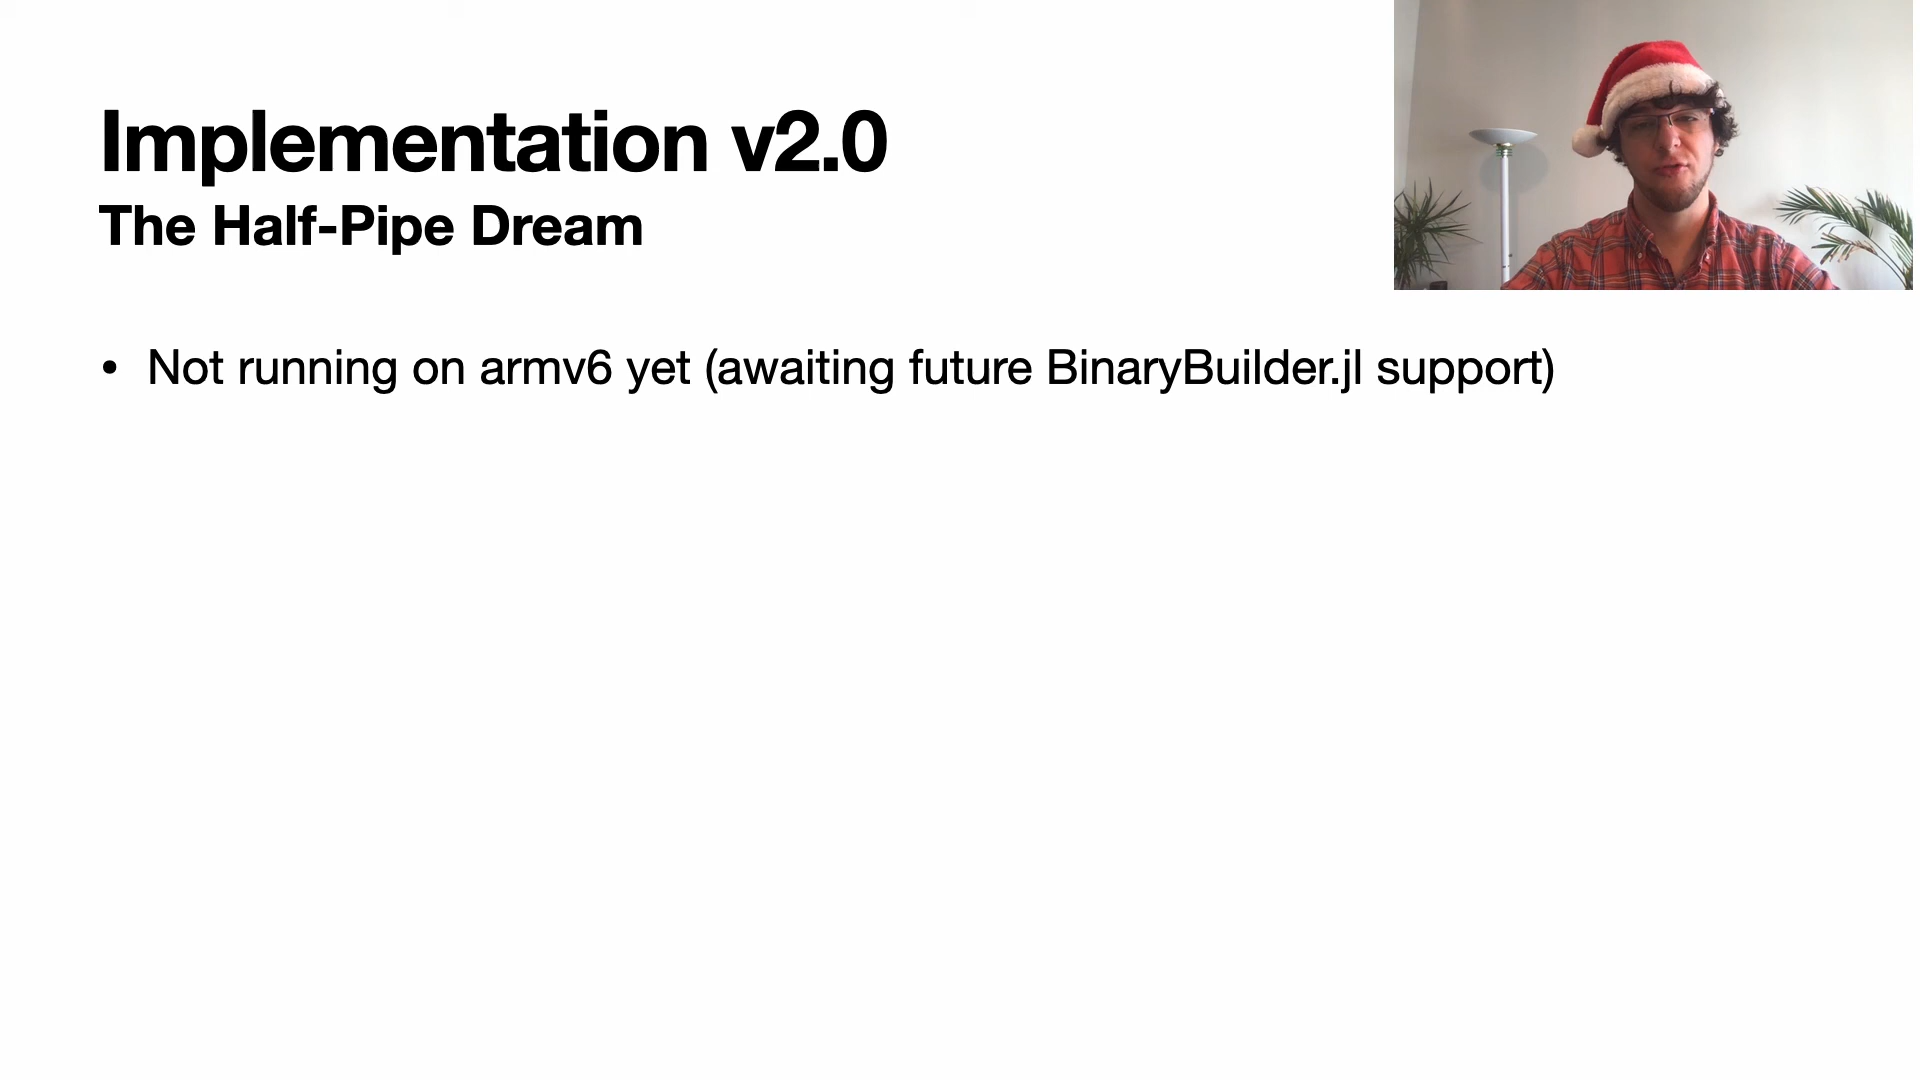 Implementation v2.0
The Half-Pipe Dream
• Not running on armv6 yet (awaiting future BinaryBuilder.jl support)